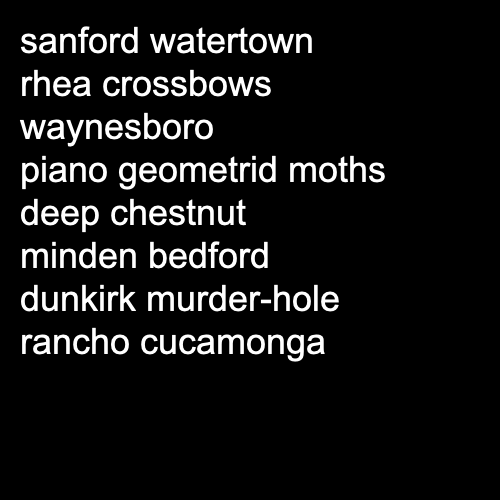 sanford watertown
rhea crossbows
waynesboro
piano geometrid moths
deep chestnut
minden bedford
dunkirk murder-hole
rancho cucamonga